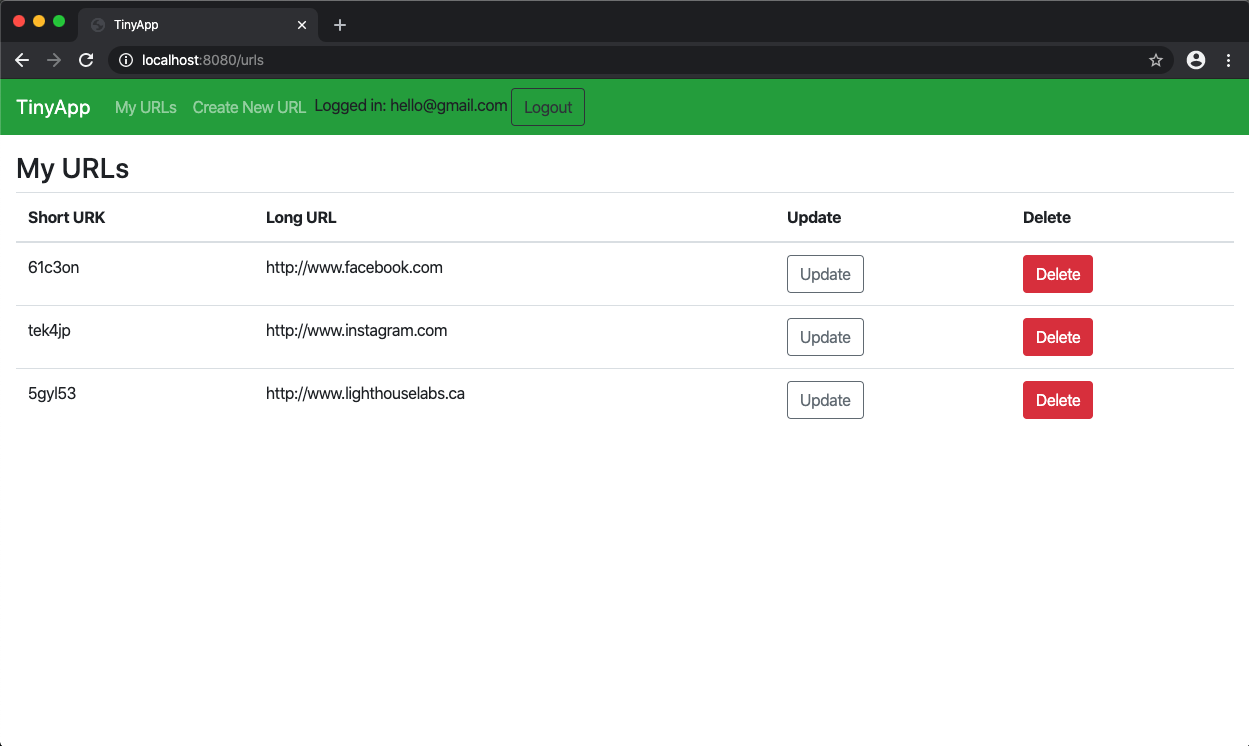 TinyApp
localhost:8080/urls
TinyApp My URLs Create New URL Logged in: hello@gmail.com Logout
My URLs
Short URK Long URL Update Delete
61c3on http://www.facebook.com Update Delete
tek4jp http://www.instagram.com Update Delete
5gyl53 http://www.lighthouselabs.ca Update Delete